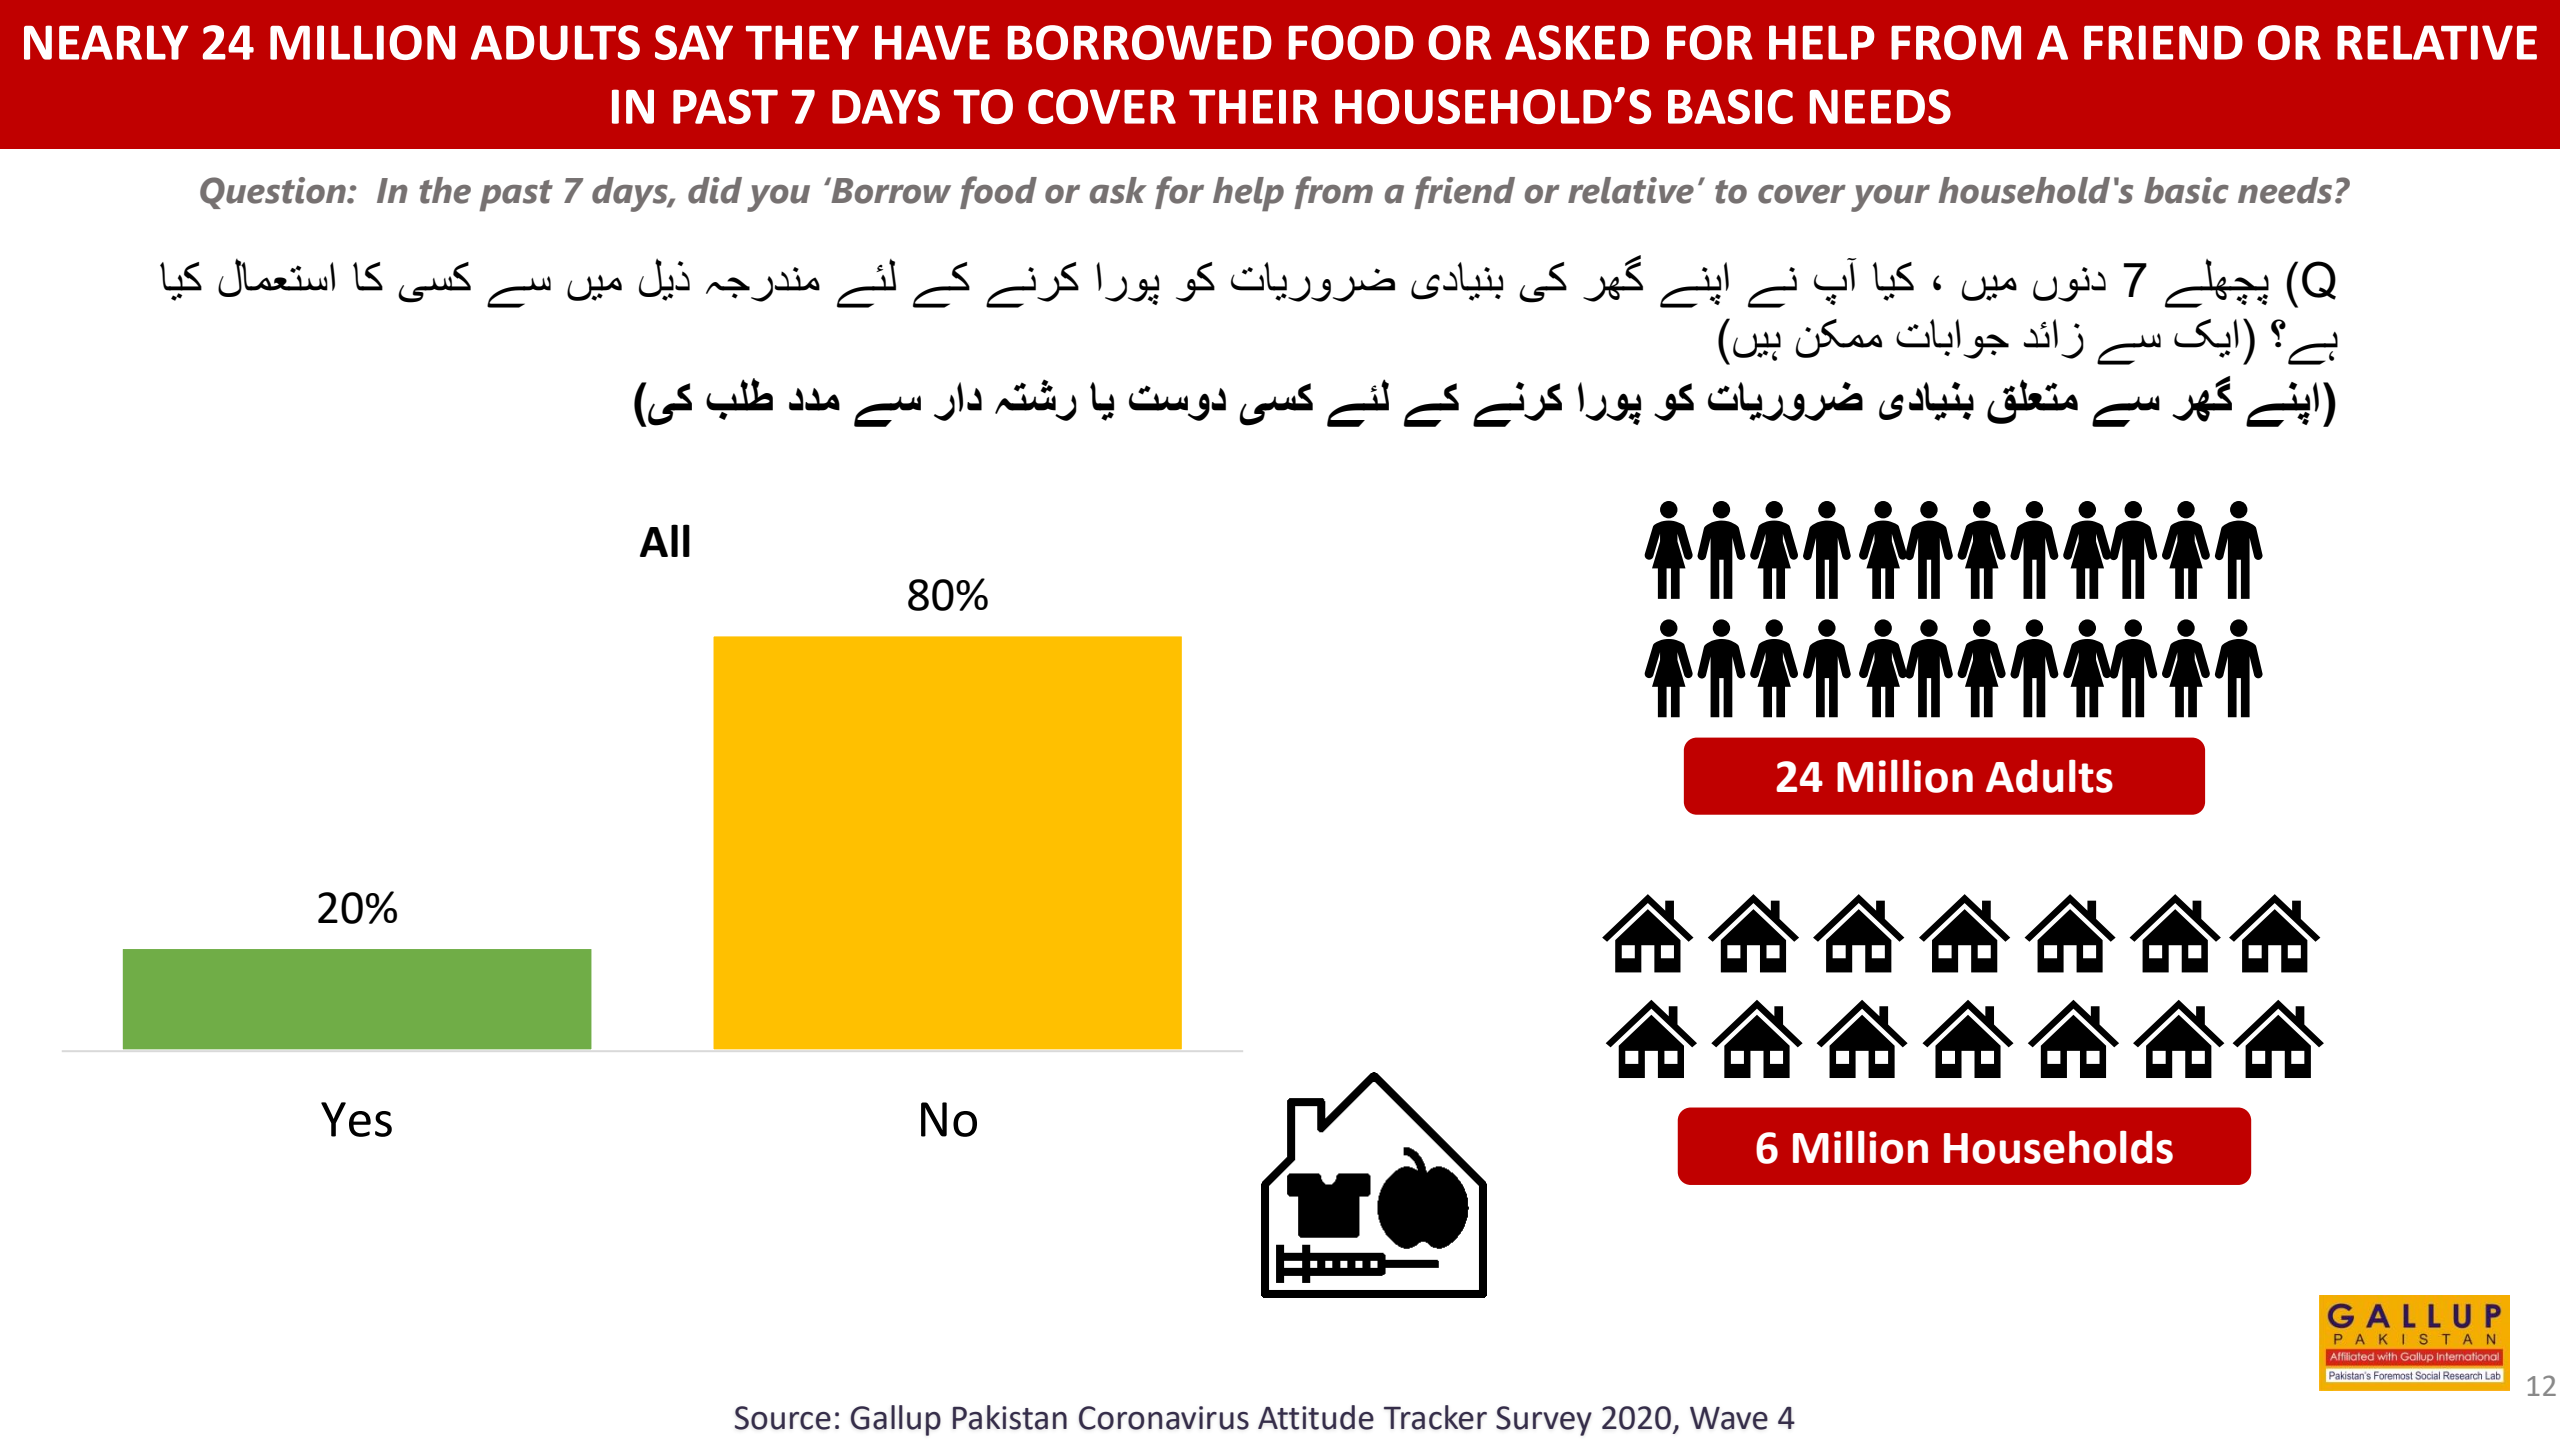 NEARLY 24 MILLION ADULTS SAY THEY HAVE BORROWED FOOD OR ASKED FOR HELP FROM A FRIEND OR RELATIVE
IN PAST 7 DAYS TO COVER THEIR HOUSEHOLD’S BASIC NEEDS
Question:  In the past 7 days, did you ‘Borrow food or ask for help from a friend or relative’ to cover your household's basic needs?
Q) پچھلے 7 دنوں میں ، کیا آپ نے اپنے گھر کی بنیادی ضروریات کو پورا کرنے کے لئے مندرجہ ذیل میں سے کسی کا استعمال کیا
ہے؟ (ایک سے زائد جوابات ممکن ہیں)
(اپنے گھر سے متعلق بنیادی ضروریات کو پورا کرنے کے لئے کسی دوست یا رشتہ دار سے مدد طلب کی)
All
80%
20%
Yes
No
24 Million Adults
6 Million Households
GALLUP
PAKISTAN
Affiliated with Gallup International
Pakistan's Foremost Social Research Lab
12
Source: Gallup Pakistan Coronavirus Attitude Tracker Survey 2020, Wave 4